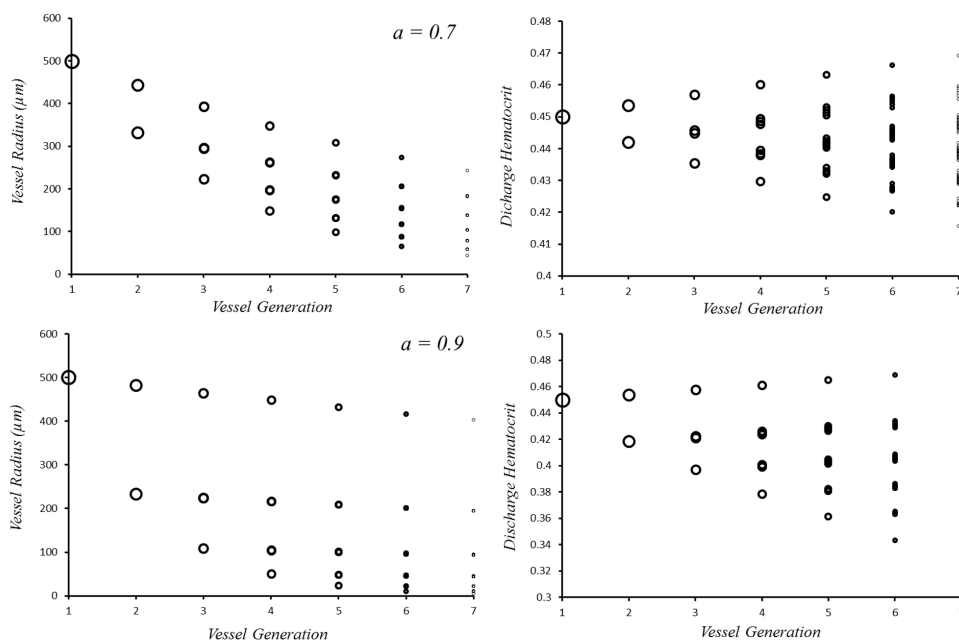 a = 0.7
Vessel Radius (µm)
600
500
400
300
200
100
0
1 2 3 4 5 6 7
Vessel Generation
Dicharge Hematocrit
0.48
0.47
0.46
0.45
0.44
0.43
0.42
0.41
0.4
1 2 3 4 5 6 7
Vessel Generation
a = 0.9
Vessel Radius (µm)
600
500
400
300
200
100
0
1 2 3 4 5 6 7
Vessel Generation
Discharge Hematocrit
0.5
0.48
0.46
0.44
0.42
0.4
0.38
0.36
0.34
0.32
0.3
1 2 3 4 5 6 7
Vessel Generation